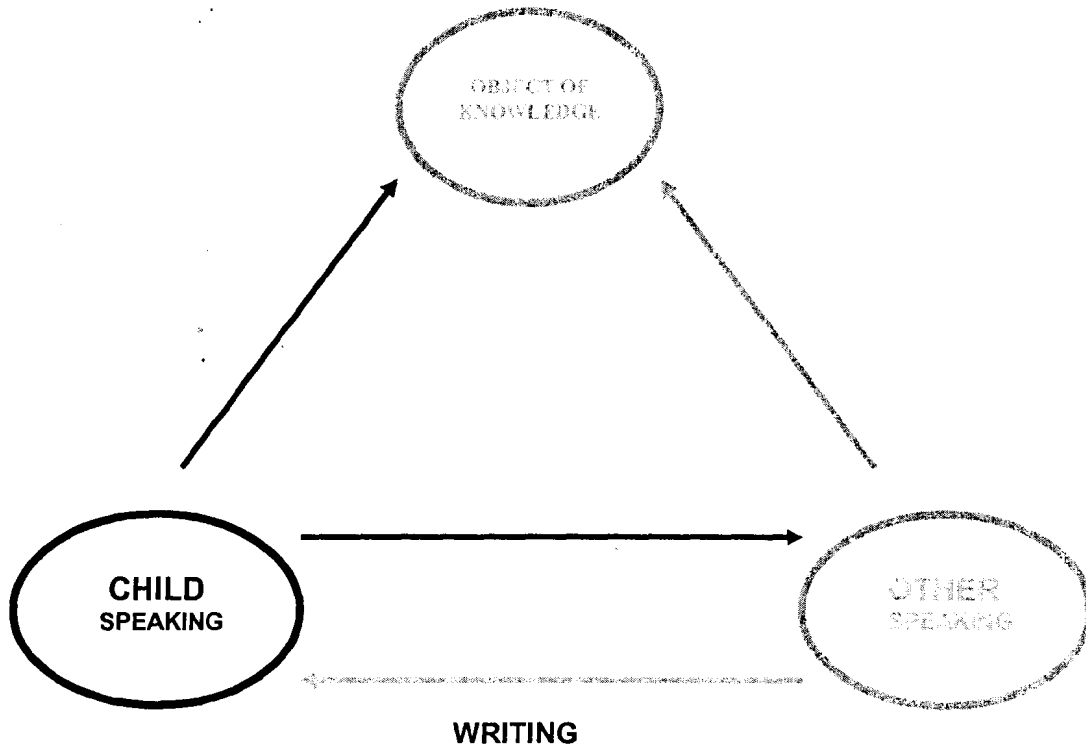 OBJECT OF
KNOWLEDGE
CHILD
SPEAKING
OTHER
SPEAKING
WRITING